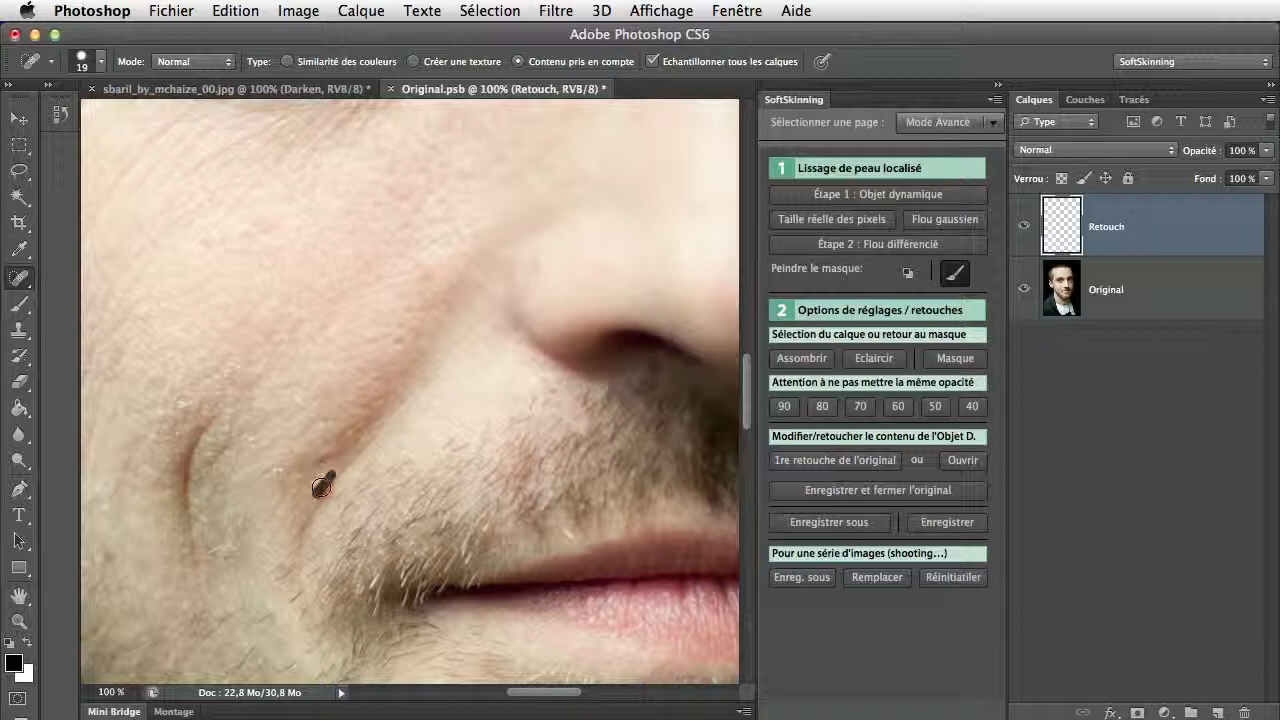 Photoshop Fichier Edition Image Calque Texte Sélection Filtre 3D Affichage Fenêtre Aide
Adobe Photoshop CS6
19 Mode: Normal Type: Similarité des couleurs Créer une texture Contenu pris en compte Echantillonner tous les calques SoftSkinning
sbaril_by_mchaize_00.jpg @ 100% (Darken, RVB/8) * Original.psb @ 100% (Retouch, RVB/8) *
SoftSkinning
Sélectionner une page : Mode Avancé
1 Lissage de peau localisé
Étape 1 : Objet dynamique
Taille réelle des pixels Flou gaussien
Étape 2 : Flou différencié
Peindre le masque:
2 Options de réglages / retouches
Sélection du calque ou retour au masque
Assombrir Eclaircir Masque
Attention à ne pas mettre la même opacité
90 80 70 60 50 40
Modifier/retoucher le contenu de l'Objet D.
1re retouche de l'original ou Ouvrir
Enregistrer et fermer l'original
Enregistrer sous Enregistrer
Pour une série d'images (shooting...)
Enreg. sous Remplacer Réinitiatiler
Calques Couches Tracés
Type
Normal Opacité : 100 %
Verrou : Fond : 100 %
Retouch
Original
fx
100 % Doc : 22,8 Mo/30,8 Mo
Mini Bridge Montage